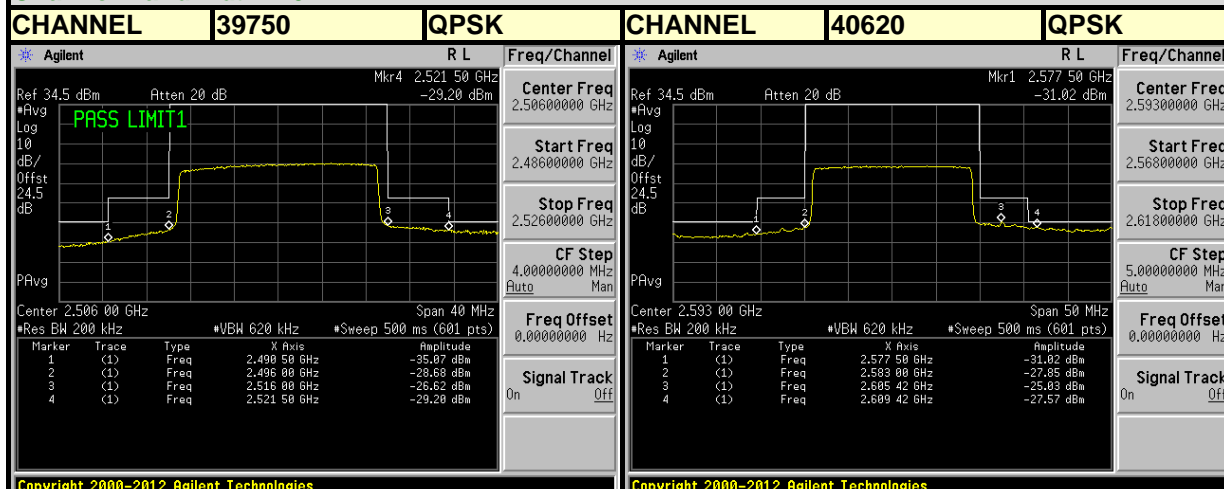 CHANNEL 39750 QPSK
Agilent R L
Mkr4 2.521 50 GHz
Ref 34.5 dBm Atten 20 dB -29.20 dBm
#Avg
Log
10
dB/
Offst
24.5
dB
PASS LIMIT1
1
2
3
4
PAvg
Center 2.506 00 GHz Span 40 MHz
#Res BW 200 kHz #VBW 620 kHz #Sweep 500 ms (601 pts)
Marker Trace Type X Axis Amplitude
1 (1) Freq 2.490 50 GHz -35.07 dBm
2 (1) Freq 2.496 00 GHz -28.68 dBm
3 (1) Freq 2.516 00 GHz -26.62 dBm
4 (1) Freq 2.521 50 GHz -29.20 dBm
Freq/Channel
Center Freq
2.50600000 GHz
Start Freq
2.48600000 GHz
Stop Freq
2.52600000 GHz
CF Step
4.00000000 MHz
Auto Man
Freq Offset
0.00000000 Hz
Signal Track
On Off
Copyright 2000-2012 Agilent Technologies
CHANNEL 40620 QPSK
Agilent R L
Mkr1 2.577 50 GHz
Ref 34.5 dBm Atten 20 dB -31.02 dBm
#Avg
Log
10
dB/
Offst
24.5
dB
1
2
3
4
PAvg
Center 2.593 00 GHz Span 50 MHz
#Res BW 200 kHz #VBW 620 kHz #Sweep 500 ms (601 pts)
Marker Trace Type X Axis Amplitude
1 (1) Freq 2.577 50 GHz -31.02 dBm
2 (1) Freq 2.583 00 GHz -27.85 dBm
3 (1) Freq 2.605 42 GHz -25.03 dBm
4 (1) Freq 2.609 42 GHz -27.57 dBm
Freq/Channel
Center Freq
2.59300000 GHz
Start Freq
2.56800000 GHz
Stop Freq
2.61800000 GHz
CF Step
5.00000000 MHz
Auto Man
Freq Offset
0.00000000 Hz
Signal Track
On Off
Copyright 2000-2012 Agilent Technologies